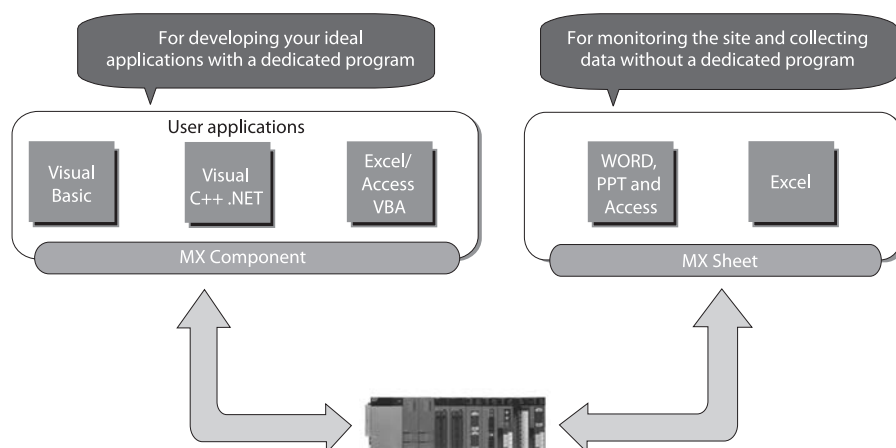 For developing your ideal
applications with a dedicated program
For monitoring the site and collecting
data without a dedicated program
User applications
Visual
Basic
Visual
C++ .NET
Excel/
Access
VBA
MX Component
WORD,
PPT and
Access
Excel
MX Sheet